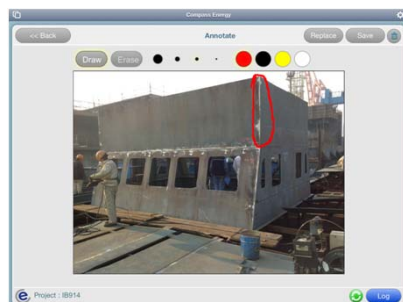 Compass Energy
<< Back
Annotate
Replace
Save
Draw
Erase
Project : IB914
Log